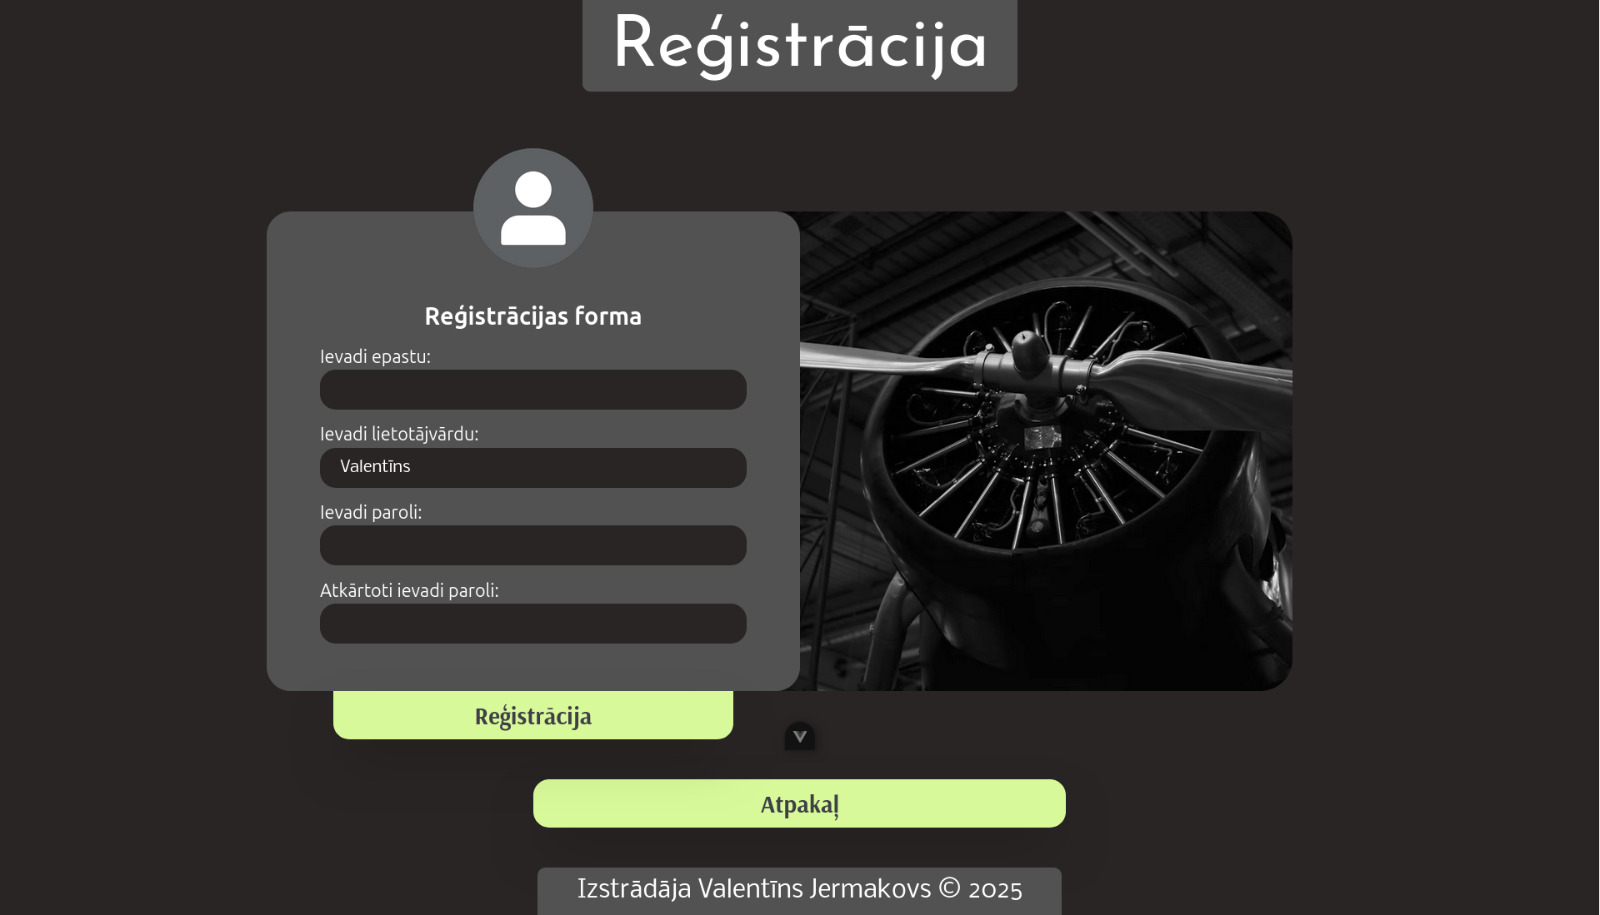 Reģistrācija
Reģistrācijas forma
Ievadi epastu:
Ievadi lietotājvārdu:
Valentīns
Ievadi paroli:
Atkārtoti ievadi paroli:
Reģistrācija
Atpakaļ
Izstrādāja Valentīns Jermakovs © 2025